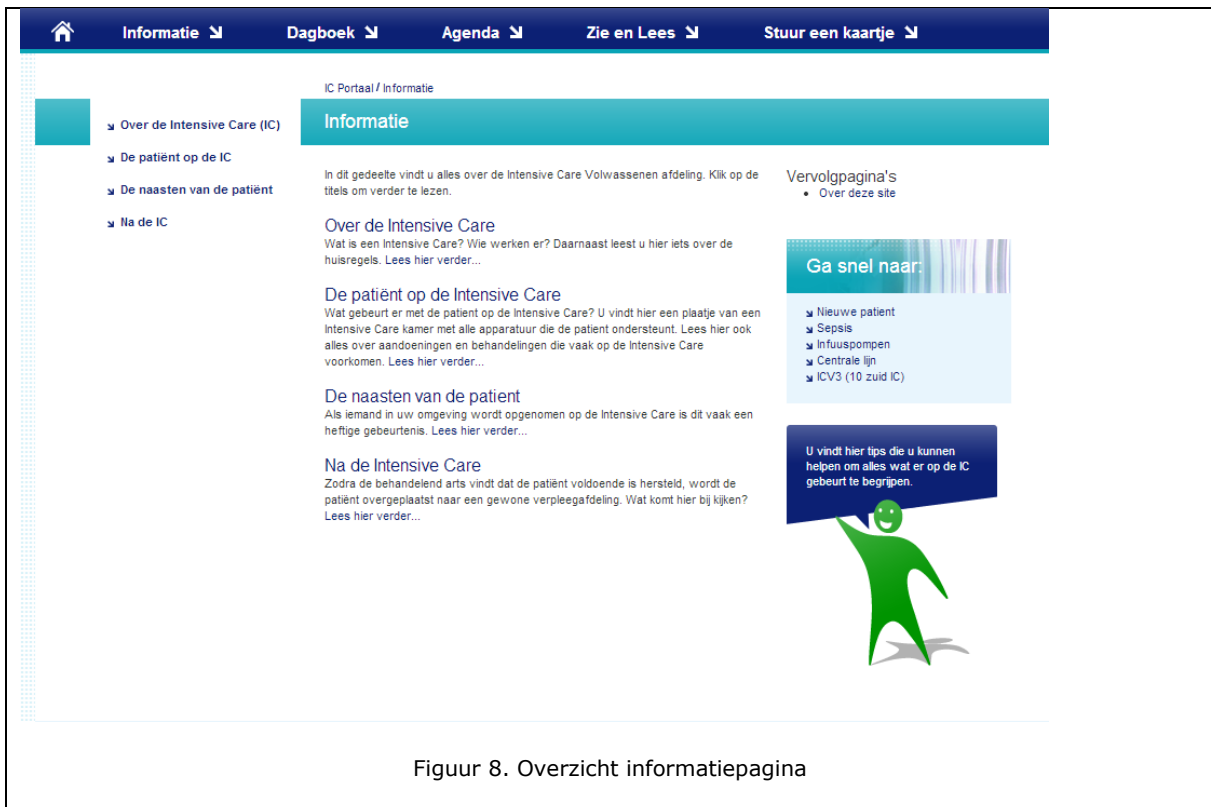 Informatie Dagboek Agenda Zie en Lees Stuur een kaartje
IC Portaal / Informatie
Over de Intensive Care (IC)
De patiënt op de IC
De naasten van de patiënt
Na de IC
Informatie
In dit gedeelte vindt u alles over de Intensive Care Volwassenen afdeling. Klik op de
titels om verder te lezen.
Over de Intensive Care
Wat is een Intensive Care? Wie werken er? Daarnaast leest u hier iets over de
huisregels. Lees hier verder...
De patiënt op de Intensive Care
Wat gebeurt er met de patient op de Intensive Care? U vindt hier een plaatje van een
Intensive Care kamer met alle apparatuur die de patient ondersteunt. Lees hier ook
alles over aandoeningen en behandelingen die vaak op de Intensive Care
voorkomen. Lees hier verder...
De naasten van de patient
Als iemand in uw omgeving wordt opgenomen op de Intensive Care is dit vaak een
heftige gebeurtenis. Lees hier verder...
Na de Intensive Care
Zodra de behandelend arts vindt dat de patiënt voldoende is hersteld, wordt de
patiënt overgeplaatst naar een gewone verpleegafdeling. Wat komt hier bij kijken?
Lees hier verder...
Vervolgpagina's
Over deze site
Ga snel naar:
Nieuwe patient
Sepsis
Infuuspompen
Centrale lijn
ICV3 (10 zuid IC)
U vindt hier tips die u kunnen
helpen om alles wat er op de IC
gebeurt te begrijpen.
Figuur 8. Overzicht informatiepagina